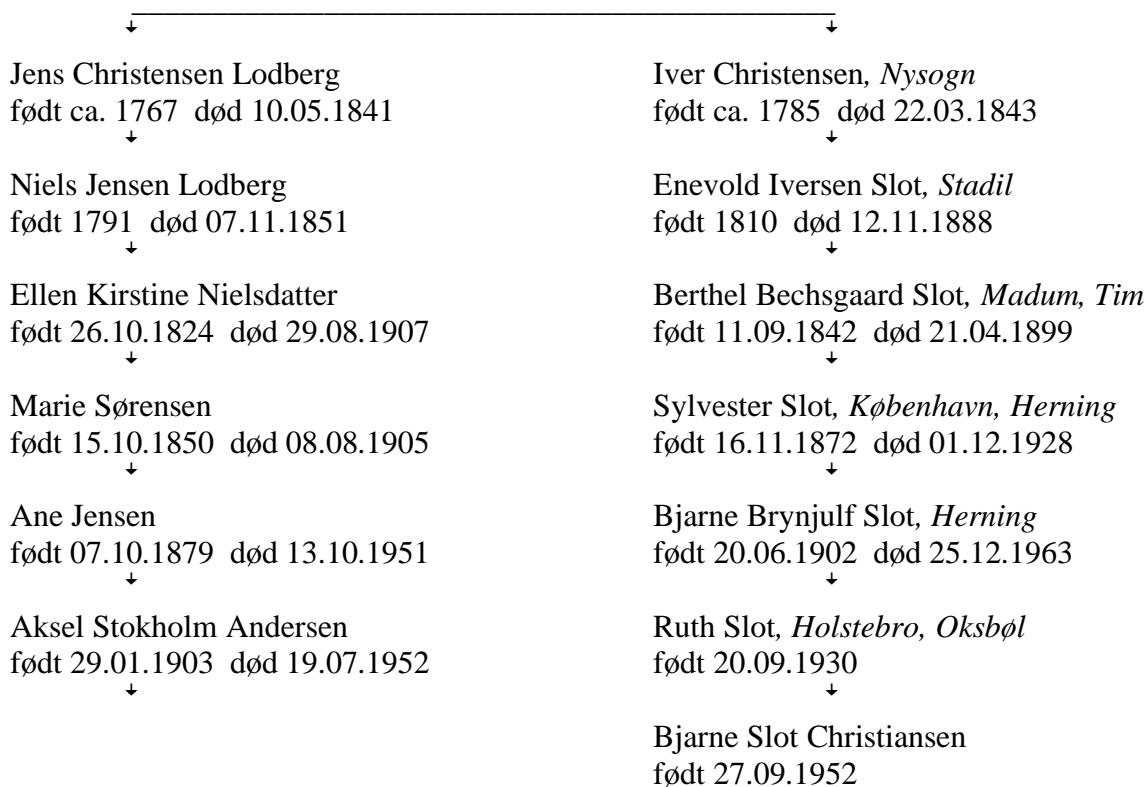 Jens Christensen Lodberg
født ca. 1767 død 10.05.1841
Niels Jensen Lodberg
født 1791 død 07.11.1851
Ellen Kirstine Nielsdatter
født 26.10.1824 død 29.08.1907
Marie Sørensen
født 15.10.1850 død 08.08.1905
Ane Jensen
født 07.10.1879 død 13.10.1951
Aksel Stokholm Andersen
født 29.01.1903 død 19.07.1952
Iver Christensen, Nysogn
født ca. 1785 død 22.03.1843
Enevold Iversen Slot, Stadil
født 1810 død 12.11.1888
Berthel Bechsgaard Slot, Madum, Tim
født 11.09.1842 død 21.04.1899
Sylvester Slot, København, Herning
født 16.11.1872 død 01.12.1928
Bjarne Brynjulf Slot, Herning
født 20.06.1902 død 25.12.1963
Ruth Slot, Holstebro, Oksbøl
født 20.09.1930
Bjarne Slot Christiansen
født 27.09.1952